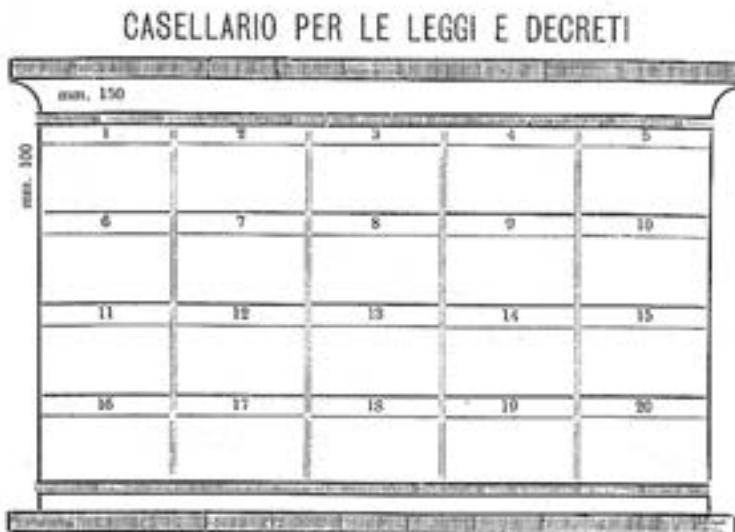 CASELLARIO PER LE LEGGI E DECRETI
mm. 150
mm. 100
1 2 3 4 5
6 7 8 9 10
11 12 13 14 15
16 17 18 19 20